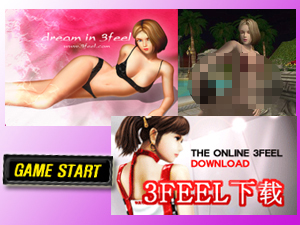 dream in 3feel
www.3feel.com
GAME START
THE ONLINE 3FEEL
DOWNLOAD
3FEEL下载